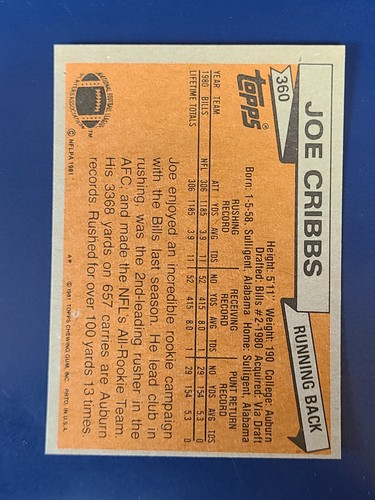 360
JOE CRIBBS
RUNNING BACK
topps®
Height: 5'11" Weight: 190 College: Auburn
Drafted: Bills #2-1980 Acquired: Via Draft
Born: 1-5-58, Sulligent, Alabama Home: Sulligent, Alabama
RUSHING RECORD RECEIVING RECORD PUNT RETURN RECORD
YEAR TEAM ATT YDS AVG TDS NO YDS AVG TDS NO YDS AVG TDS
1980 BILLS NFL 306 1185 3.9 11 52 415 8.0 1 29 154 5.3 0
LIFETIME TOTALS 306 1185 3.9 11 52 415 8.0 1 29 154 5.3 0
Joe enjoyed an incredible rookie campaign
with the Bills last season. He lead club in
rushing, was the 2nd-leading rusher in the
AFC, and made the NFL's All-Rookie Team.
His 3368 yards on 657 carries are Auburn
records. Rushed for over 100 yards 13 times
NATIONAL FOOTBALL LEAGUE
PLAYERS ASSOCIATION
TM
© NFLPA 1981
A★ © 1981 TOPPS CHEWING GUM, INC. PRTD. IN U.S.A.